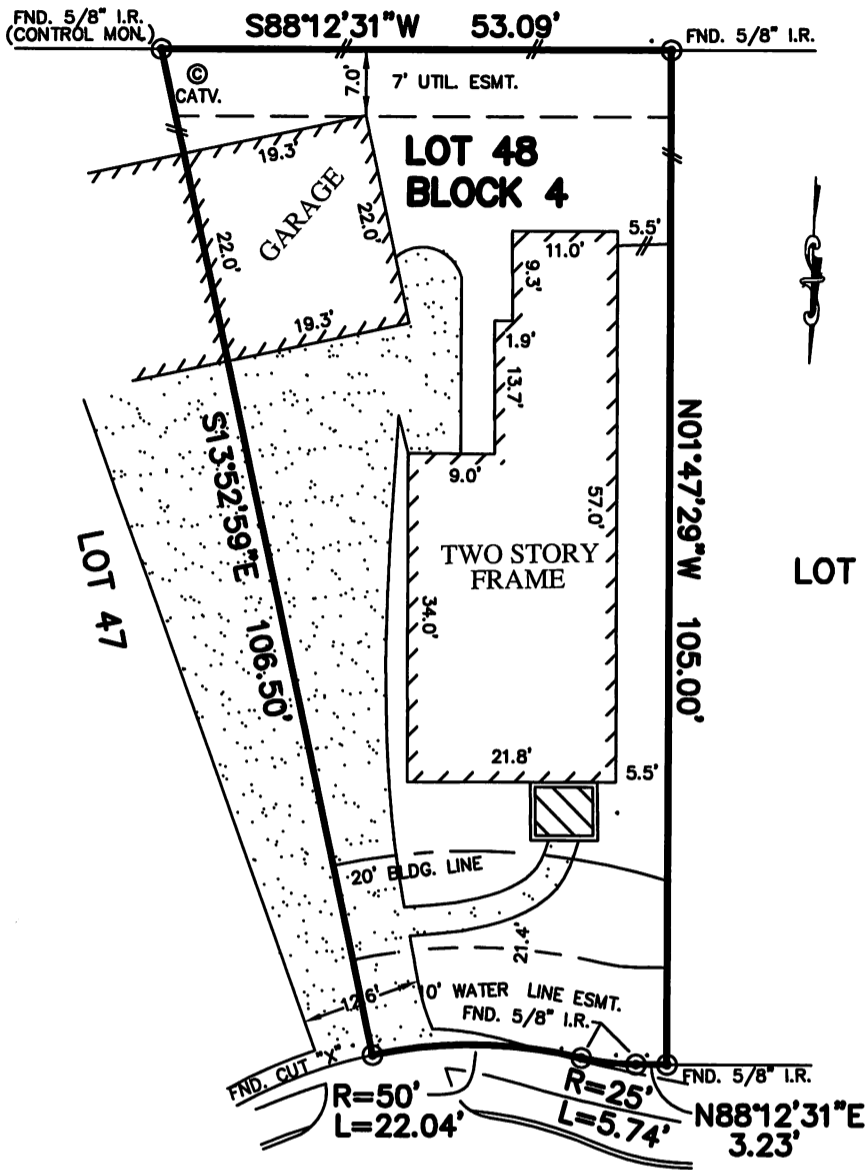 FND. 5/8" I.R.
(CONTROL MON.)
S88°12'31"W 53.09'
FND. 5/8" I.R.
©
CATV.
7.0'
7' UTIL. ESMT.
LOT 48
BLOCK 4
19.3'
GARAGE
22.0'
22.0'
19.3'
5.5'
11.0'
9.3'
1.9'
13.7'
9.0'
57.0'
S13°52'59"E 106.50'
N01°47'29"W 105.00'
LOT 47
TWO STORY
FRAME
34.0'
LOT
21.8'
5.5'
20' BLDG. LINE
21.4'
12.6'
10' WATER LINE ESMT.
FND. 5/8" I.R.
FND. CUT "X"
FND. 5/8" I.R.
R=50'
L=22.04'
R=25'
L=5.74'
N88°12'31"E
3.23'